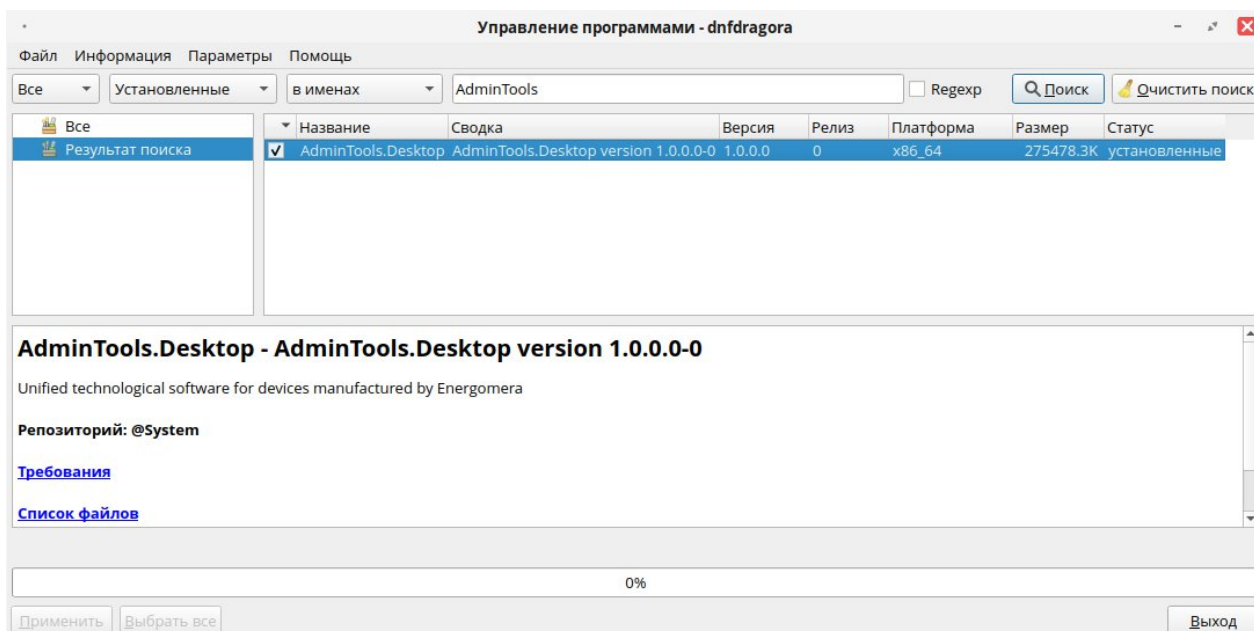 Управление программами - dnfdragora
Файл Информация Параметры Помощь
Все Установленные в именах AdminTools Regexp Поиск Очистить поиск
Все
Результат поиска
Название Сводка Версия Релиз Платформа Размер Статус
AdminTools.Desktop AdminTools.Desktop version 1.0.0.0-0 1.0.0.0 0 x86_64 275478.3K установленные
AdminTools.Desktop - AdminTools.Desktop version 1.0.0.0-0
Unified technological software for devices manufactured by Energomera
Репозиторий: @System
Требования
Список файлов
0%
Применить Выбрать все Выход